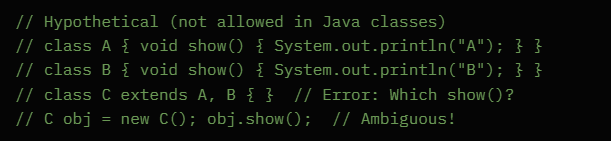 // Hypothetical (not allowed in Java classes)
// class A { void show() { System.out.println("A"); } }
// class B { void show() { System.out.println("B"); } }
// class C extends A, B { }  // Error: Which show()?
// C obj = new C(); obj.show();  // Ambiguous!